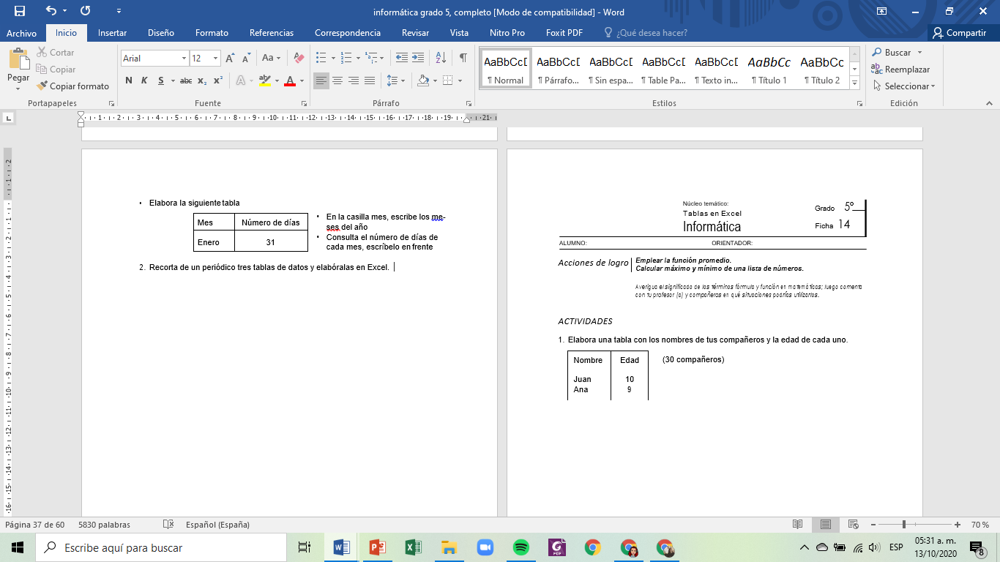 informática grado 5, completo [Modo de compatibilidad] - Word
Archivo Inicio Insertar Diseño Formato Referencias Correspondencia Revisar Vista Nitro Pro Foxit PDF ¿Qué desea hacer? Compartir
Pegar
Cortar
Copiar
Copiar formato
Portapapeles
Arial 12
N K S abc x₂ x²
Fuente
Párrafo
AaBbCcD AaBbCcD AaBbCcD AaBbCcD AaBbCcD AaBbCc AaBbCc
¶ Normal ¶ Párrafo... ¶ Sin espa... ¶ Table Pa... ¶ Texto in... ¶ Título 1 ¶ Título 2
Estilos
Buscar
Reemplazar
Seleccionar
Edición
• Elabora la siguiente tabla
Mes Número de días
Enero 31
• En la casilla mes, escribe los me-
ses del año
• Consulta el número de días de
cada mes, escríbelo en frente
2. Recorta de un periódico tres tablas de datos y elabóralas en Excel.
Núcleo temático:
Tablas en Excel
Informática
Grado 5º
Ficha 14
ALUMNO: ORIENTADOR:
Acciones de logro
Emplear la función promedio.
Calcular máximo y mínimo de una lista de números.
Averigua el significado de los términos fórmula y función en matemáticas; luego comenta
con tu profesor (a) y compañeros en qué situaciones podrías utilizarlos.
ACTIVIDADES
1. Elabora una tabla con los nombres de tus compañeros y la edad de cada uno.
Nombre Edad (30 compañeros)
Juan 10
Ana 9
Página 37 de 60 5830 palabras Español (España) 70 %
Escribe aquí para buscar
ESP
05:31 a. m.
13/10/2020
8